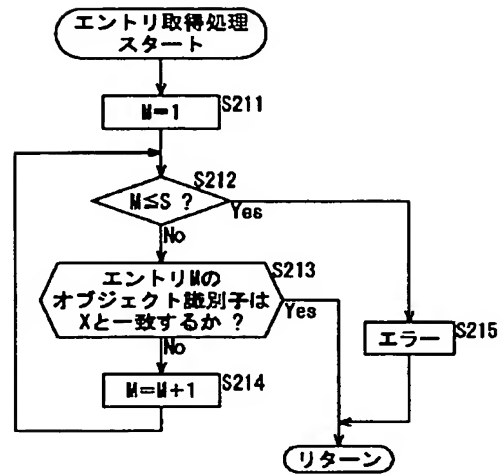 エントリ取得処理
スタート
S211
M=1
S212
M≦S ?
Yes
No
S213
エントリMの
オブジェクト識別子は
Xと一致するか ?
Yes
No
S214
M=M+1
S215
エラー
リターン